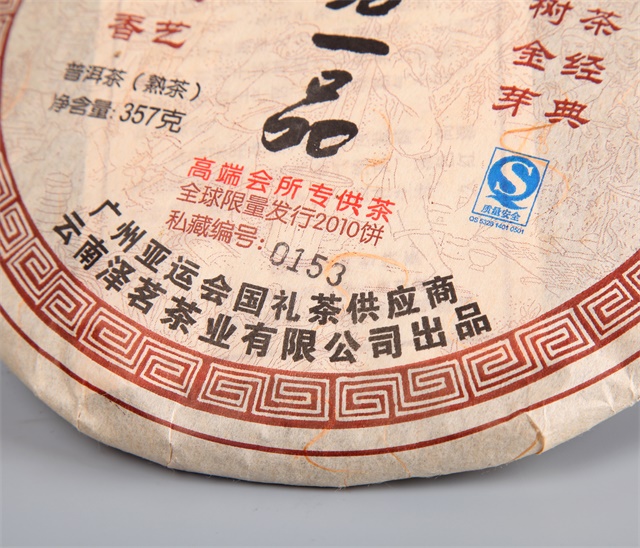 香艺
一品
树
金
芽
茶
经
典
普洱茶（熟茶）
净含量: 357克
高端会所专供茶
全球限量发行2010饼
私藏编号: 0153
质量安全
QS 5329 1401 0501
广州亚运会国礼茶供应商
云南泽茗茶业有限公司出品